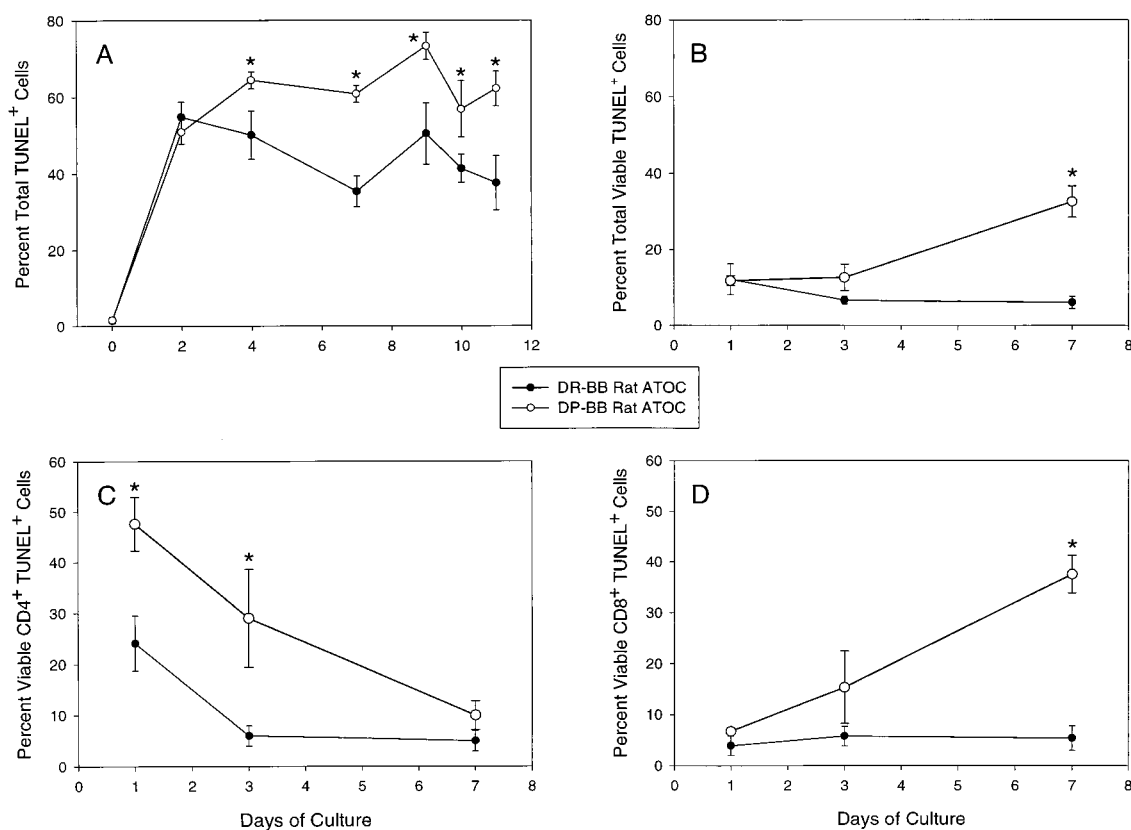 A
Percent Total TUNEL+ Cells
80
60
40
20
0
* * * * *
0 2 4 6 8 10 12
B
Percent Total Viable TUNEL+ Cells
80
60
40
20
0
*
0 1 2 3 4 5 6 7 8
DR-BB Rat ATOC
DP-BB Rat ATOC
C
Percent Viable CD4+ TUNEL+ Cells
60
50
40
30
20
10
0
* *
0 1 2 3 4 5 6 7 8
Days of Culture
D
Percent Viable CD8+ TUNEL+ Cells
60
50
40
30
20
10
0
*
0 1 2 3 4 5 6 7 8
Days of Culture